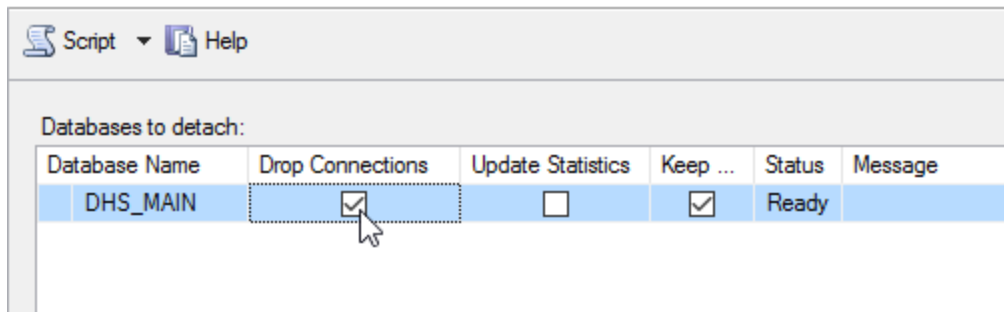 Script Help
Databases to detach:
Database Name Drop Connections Update Statistics Keep ... Status Message
DHS_MAIN Ready